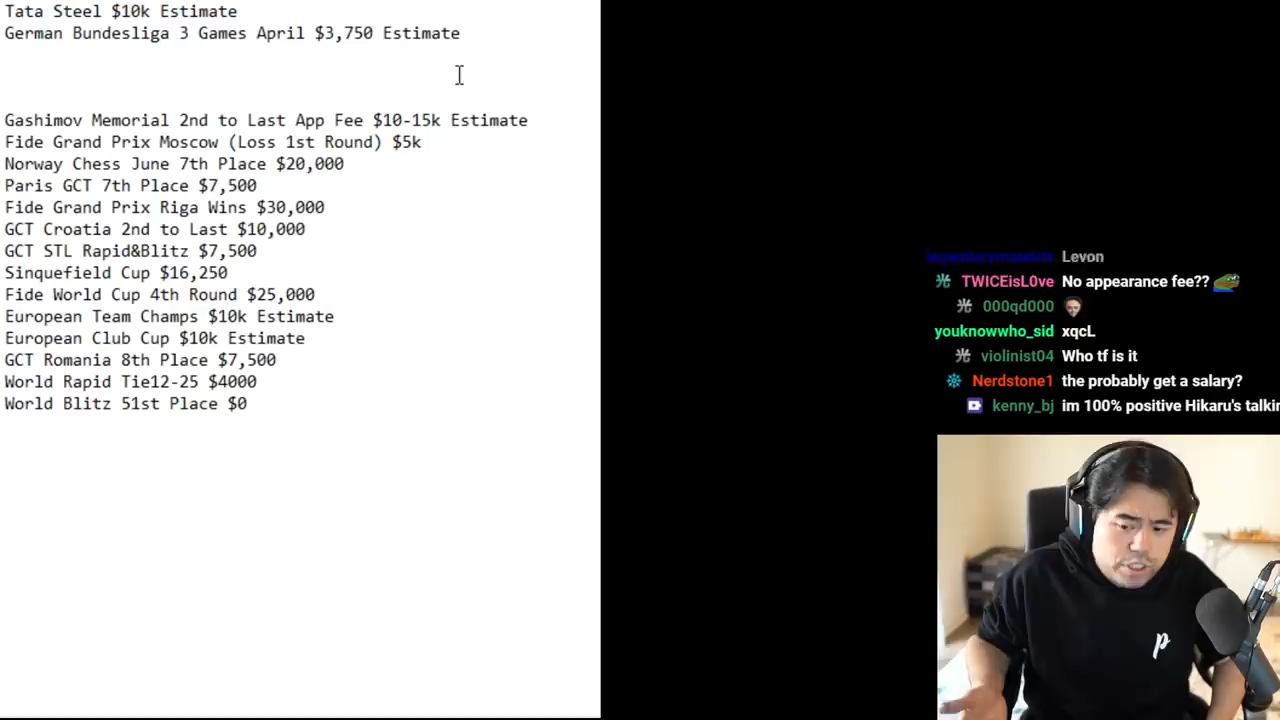 Tata Steel $10k Estimate
German Bundesliga 3 Games April $3,750 Estimate
Gashimov Memorial 2nd to Last App Fee $10-15k Estimate
Fide Grand Prix Moscow (Loss 1st Round) $5k
Norway Chess June 7th Place $20,000
Paris GCT 7th Place $7,500
Fide Grand Prix Riga Wins $30,000
GCT Croatia 2nd to Last $10,000
GCT STL Rapid&Blitz $7,500
Sinquefield Cup $16,250
Fide World Cup 4th Round $25,000
European Team Champs $10k Estimate
European Club Cup $10k Estimate
GCT Romania 8th Place $7,500
World Rapid Tie12-25 $4000
World Blitz 51st Place $0
Levon
TWICEisL0ve No appearance fee??
000qd000
youknowwho_sid xqcL
violinist04 Who tf is it
Nerdstone1 the probably get a salary?
kenny_bj im 100% positive Hikaru's talkin
p